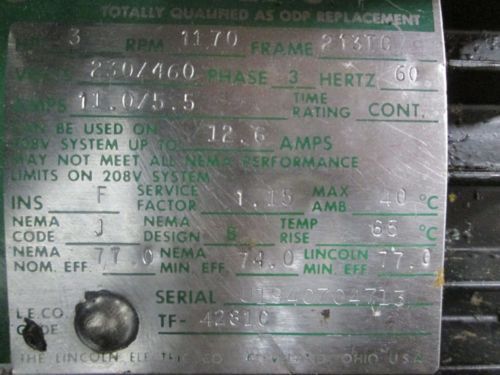 TOTALLY QUALIFIED AS ODP REPLACEMENT
3 RPM 1170 FRAME 213TC
VOLTS 230/460 PHASE 3 HERTZ 60
AMPS 11.0/5.5 TIME RATING CONT.
CAN BE USED ON 208V SYSTEM UP TO 12.6 AMPS
MAY NOT MEET ALL NEMA PERFORMANCE
LIMITS ON 208V SYSTEM
INS F SERVICE FACTOR 1.15 MAX AMB 40 °C
NEMA CODE J NEMA DESIGN B TEMP RISE 65 °C
NEMA NOM. EFF. 77.0 NEMA MIN. EFF. 74.0 LINCOLN MIN. EFF. 77.0
SERIAL
L.E.CO. CODE TF-
THE LINCOLN ELECTRIC CO. CLEVELAND, OHIO U.S.A.